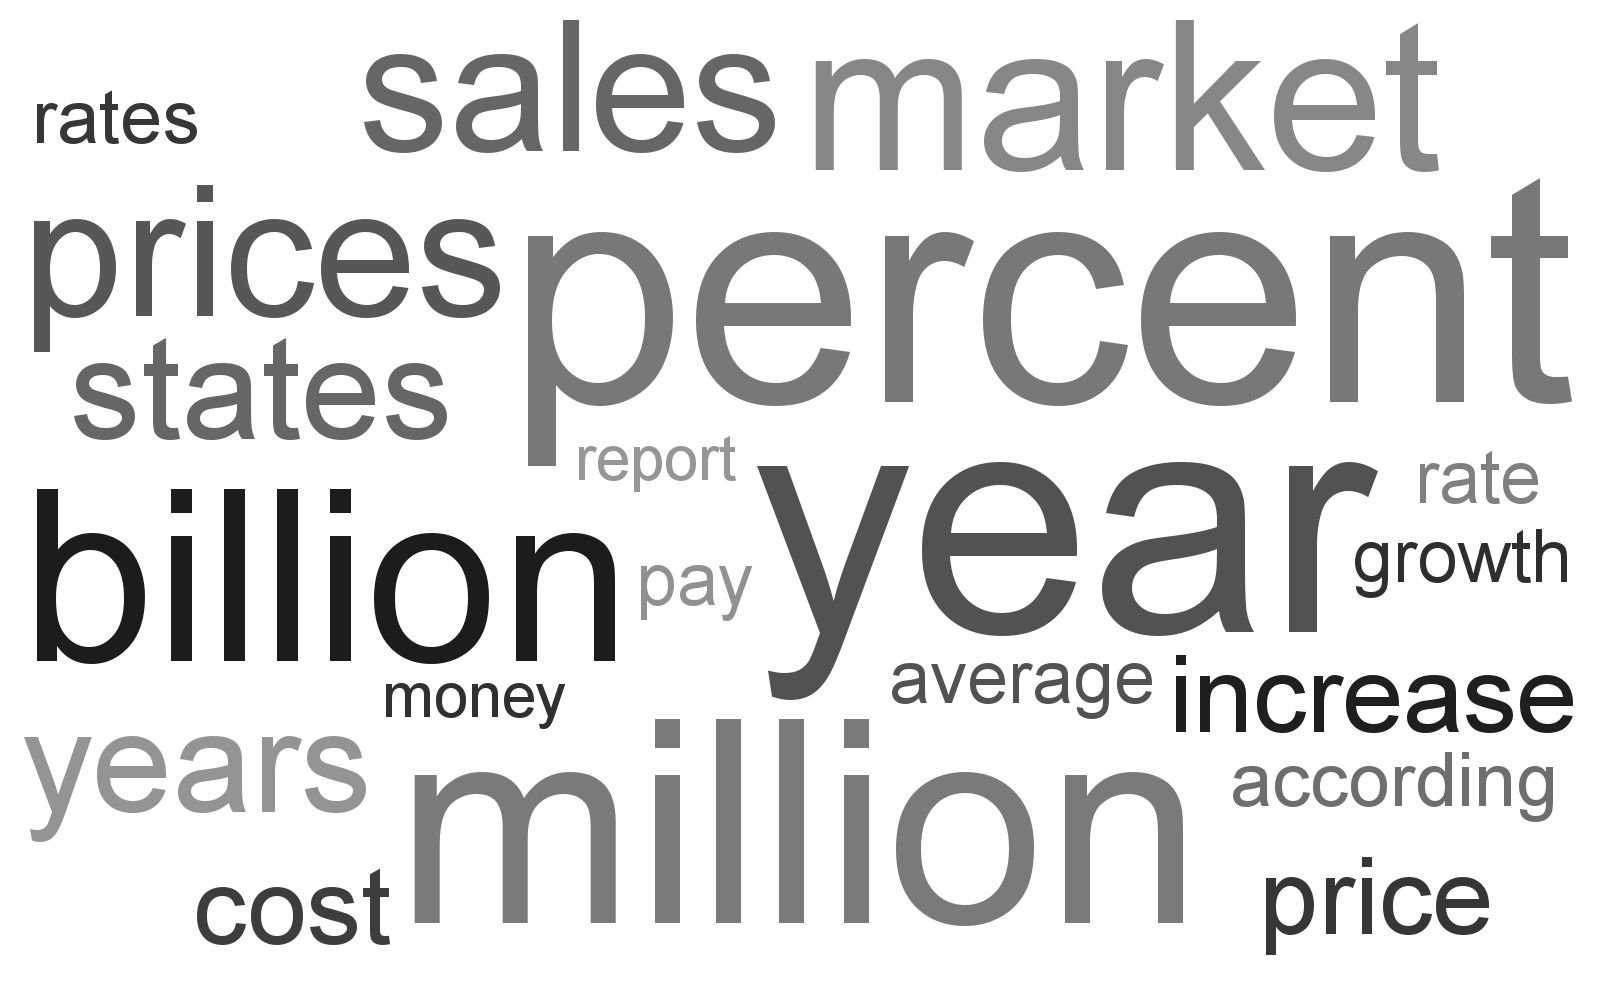 sales market
rates
prices percent
states
report year rate
billion pay growth
money average increase
years million according
cost price